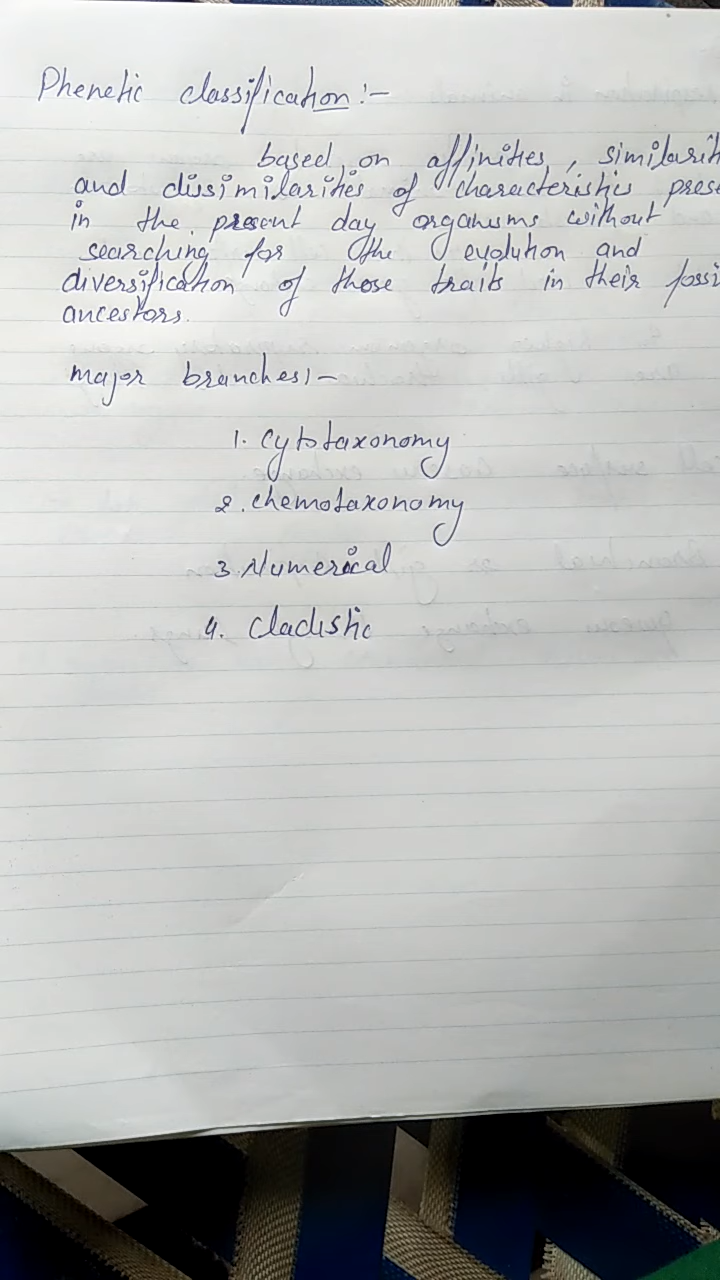 Phenetic classification :-
based on affinities, similarit
and dissimilarities of characteristics prese
in the present day organisms without
searching for the evolution and
diversification of those traits in their fossi
ancestors.
major branches :-
1. Cytotaxonomy
2. chemotaxonomy
3. Numerical
4. Cladistic